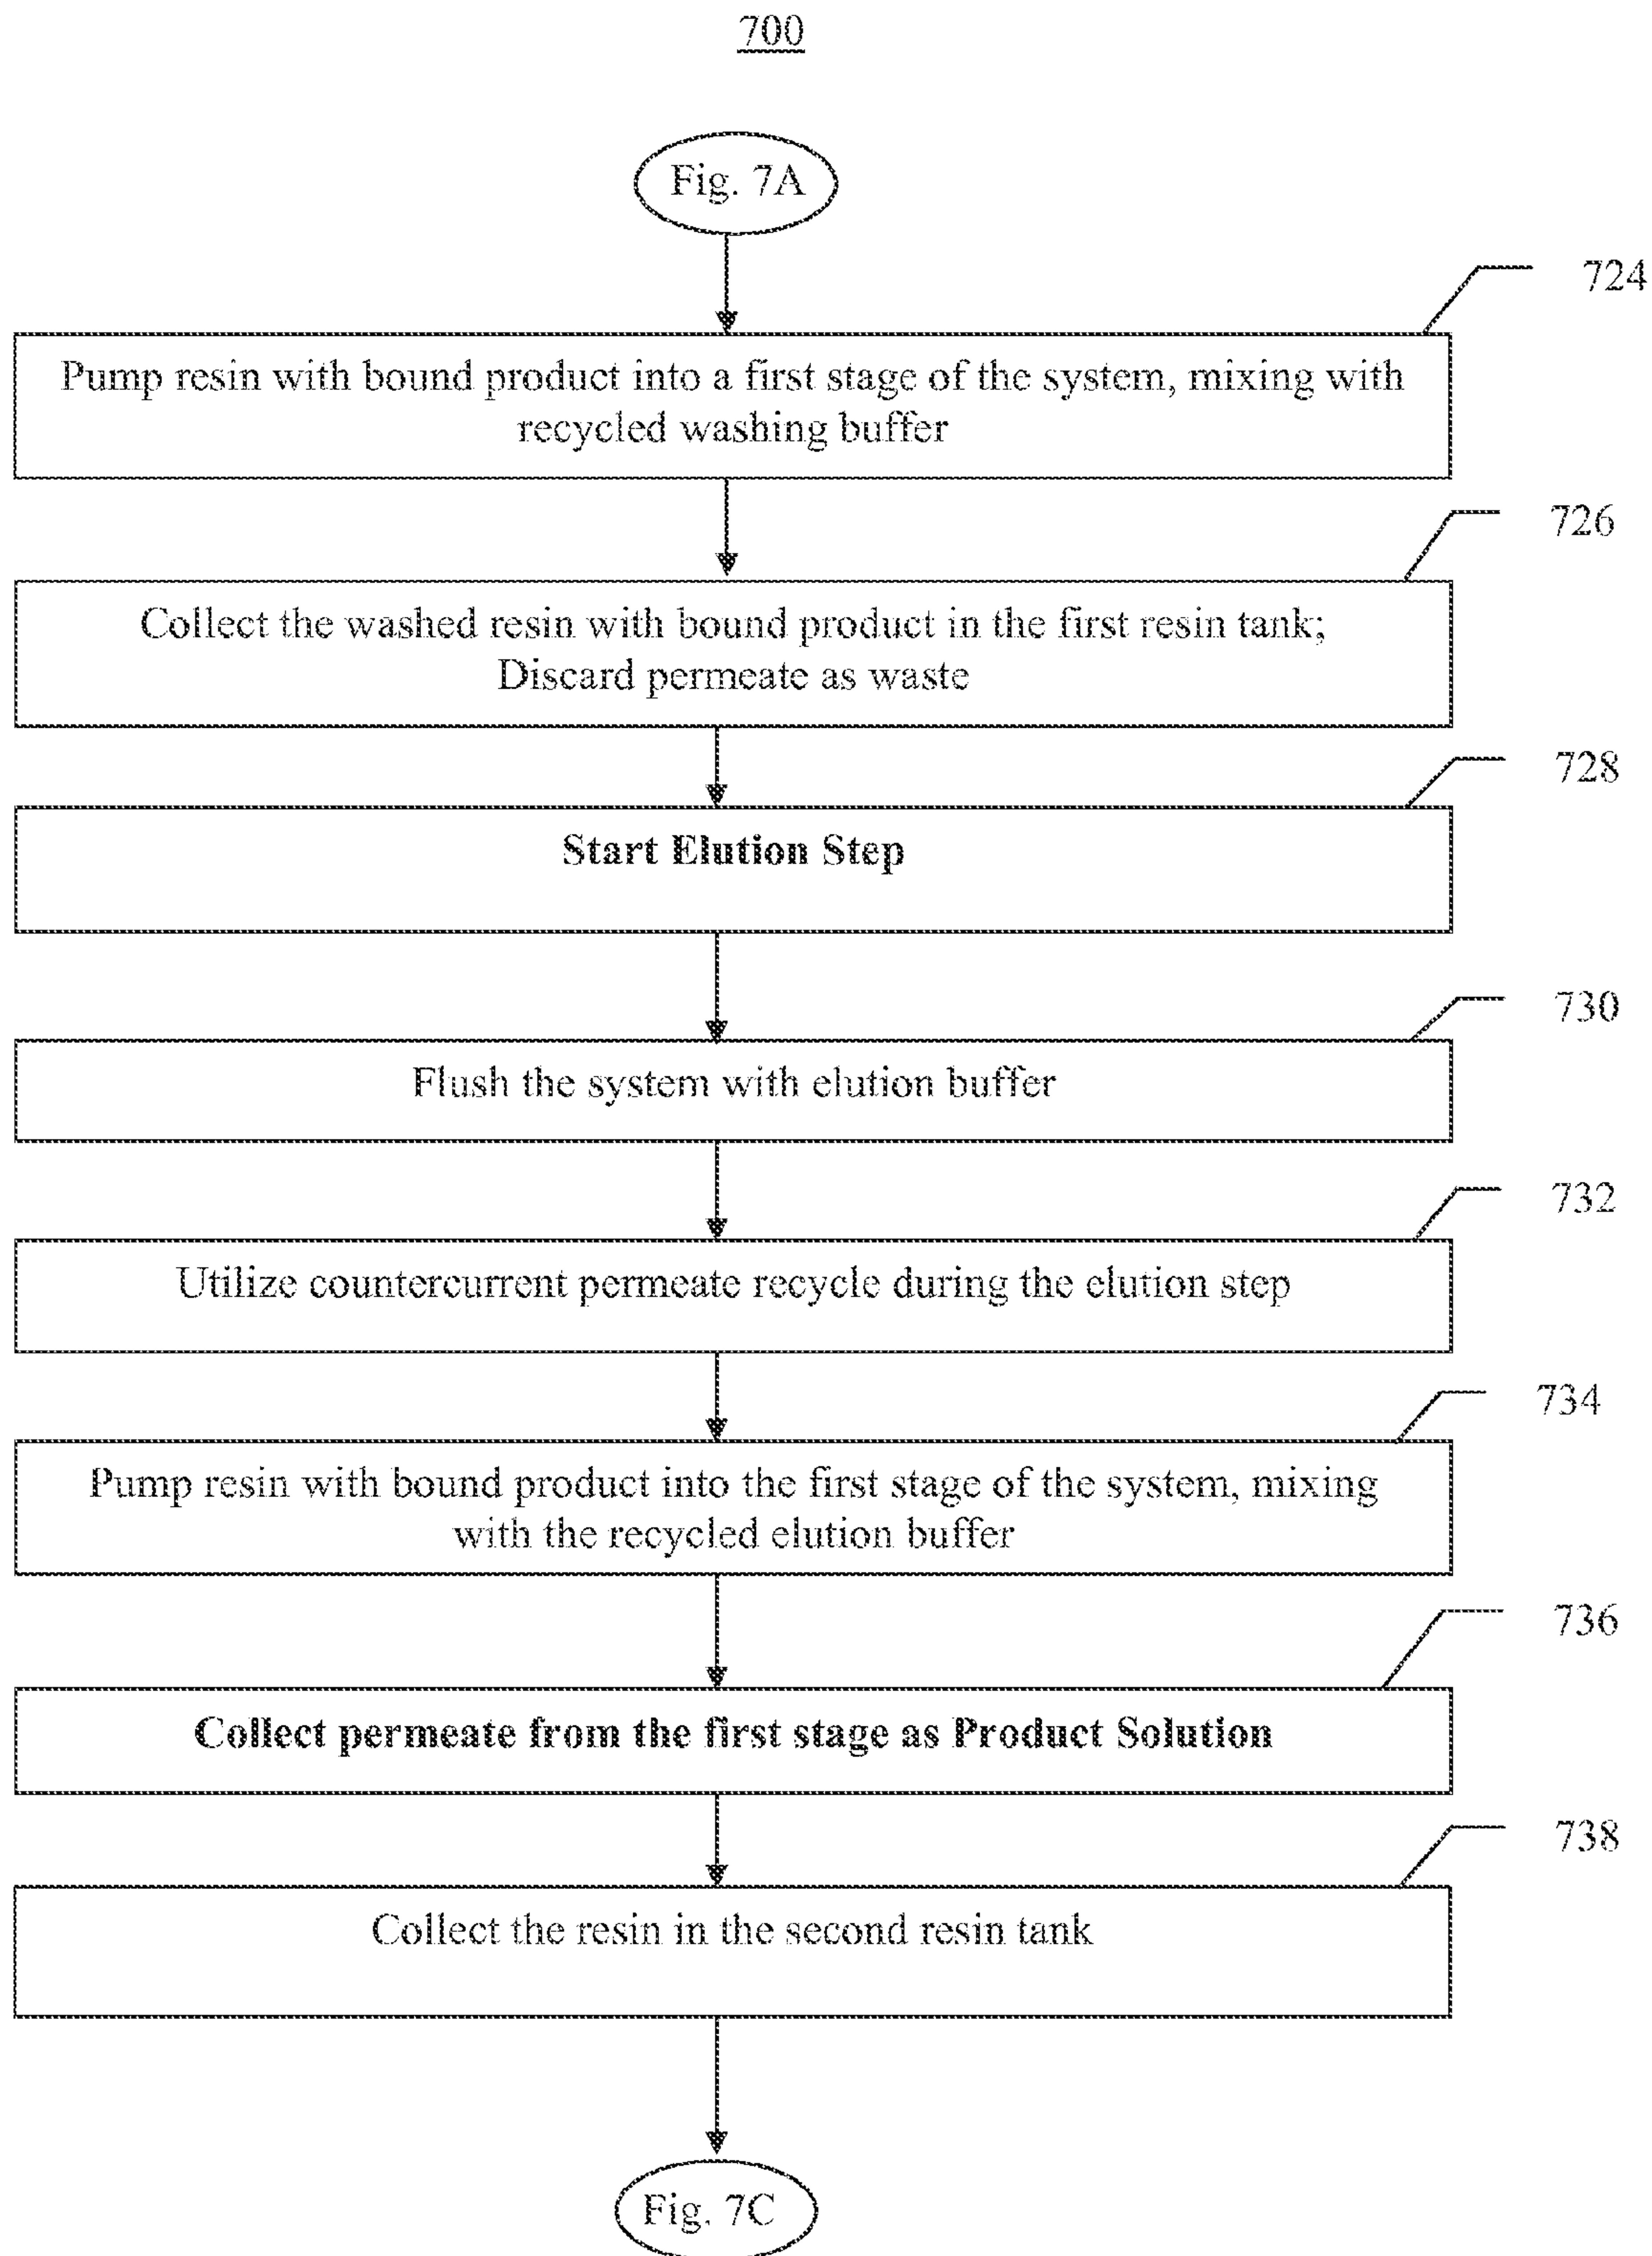 700
Fig. 7A
724
Pump resin with bound product into a first stage of the system, mixing with
recycled washing buffer
726
Collect the washed resin with bound product in the first resin tank;
Discard permeate as waste
728
Start Elution Step
730
Flush the system with elution buffer
732
Utilize countercurrent permeate recycle during the elution step
734
Pump resin with bound product into the first stage of the system, mixing
with the recycled elution buffer
736
Collect permeate from the first stage as Product Solution
738
Collect the resin in the second resin tank
Fig. 7C